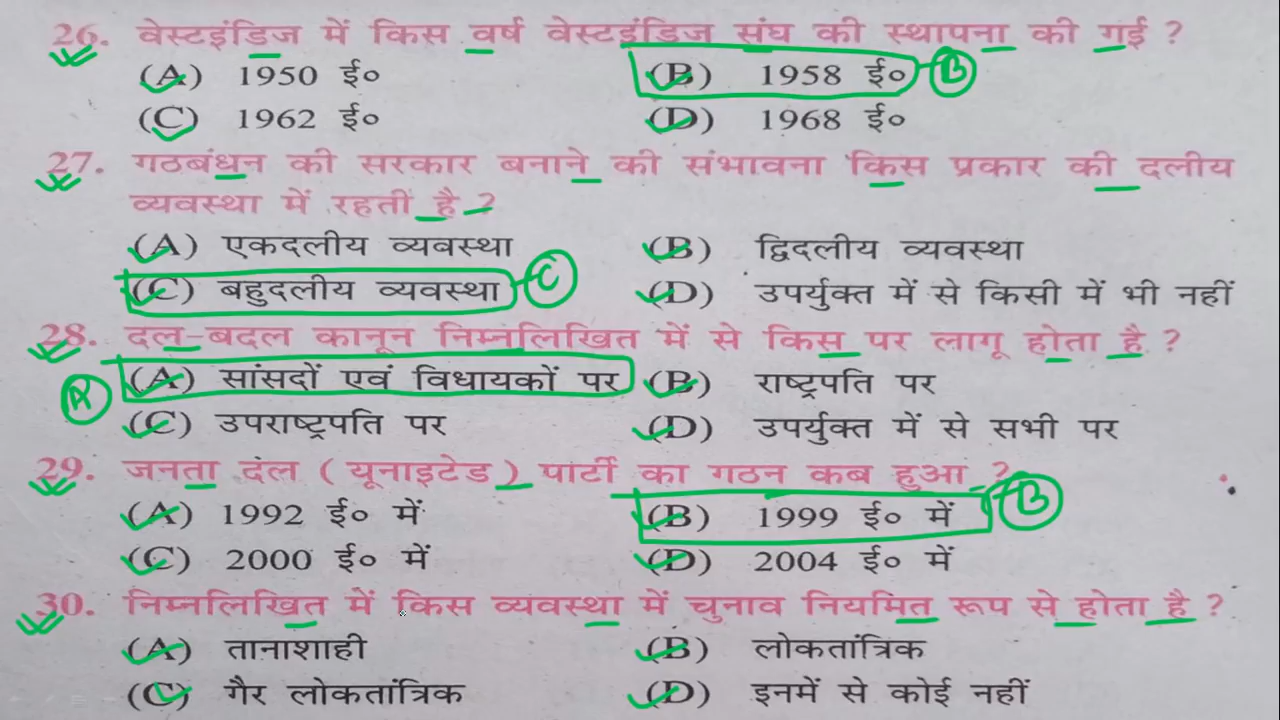 26. वेस्टइंडिज में किस वर्ष वेस्टइंडिज संघ की स्थापना की गई ?
(A) 1950 ई० (B) 1958 ई० B
(C) 1962 ई० (D) 1968 ई०
27. गठबंधन की सरकार बनाने की संभावना किस प्रकार की दलीय
व्यवस्था में रहती है ?
(A) एकदलीय व्यवस्था (B) द्विदलीय व्यवस्था
(C) बहुदलीय व्यवस्था C (D) उपर्युक्त में से किसी में भी नहीं
28. दल-बदल कानून निम्नलिखित में से किस पर लागू होता है ?
A (A) सांसदों एवं विधायकों पर (B) राष्ट्रपति पर
(C) उपराष्ट्रपति पर (D) उपर्युक्त में से सभी पर
29. जनता दल ( यूनाइटेड ) पार्टी का गठन कब हुआ ?
(A) 1992 ई० में (B) 1999 ई० में B
(C) 2000 ई० में (D) 2004 ई० में
30. निम्नलिखित में किस व्यवस्था में चुनाव नियमित रूप से होता है ?
(A) तानाशाही (B) लोकतांत्रिक
(C) गैर लोकतांत्रिक (D) इनमें से कोई नहीं